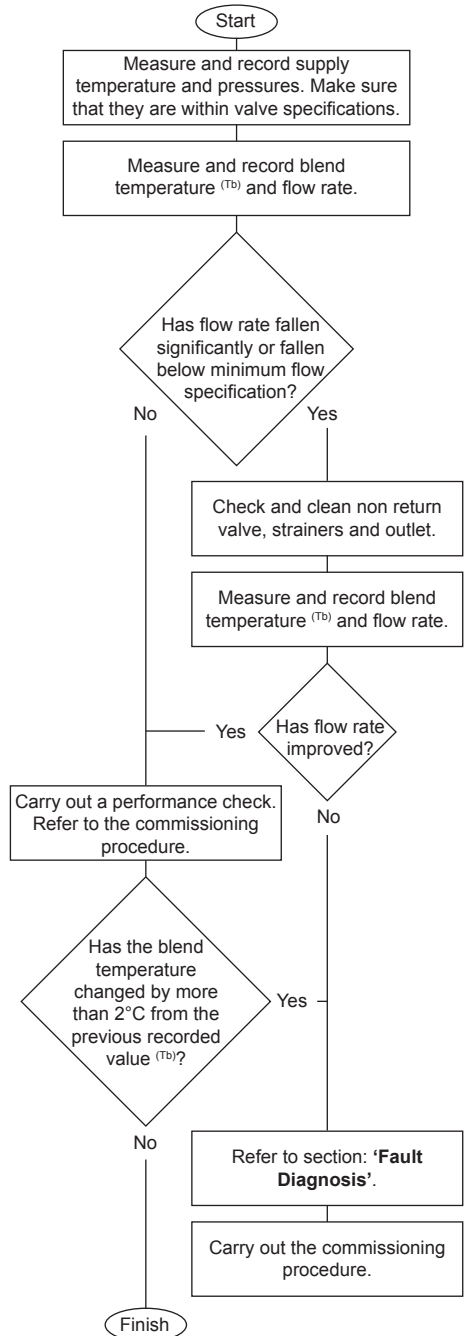 Start
Measure and record supply
temperature and pressures. Make sure
that they are within valve specifications.
Measure and record blend
temperature (Tb) and flow rate.
Has flow rate fallen
significantly or fallen
below minimum flow
specification?
No
Yes
Check and clean non return
valve, strainers and outlet.
Measure and record blend
temperature (Tb) and flow rate.
Yes
Has flow rate
improved?
No
Carry out a performance check.
Refer to the commissioning
procedure.
Has the blend
temperature
changed by more
than 2°C from the
previous recorded
value (Tb)?
Yes
No
Refer to section: ‘Fault
Diagnosis’.
Carry out the commissioning
procedure.
Finish